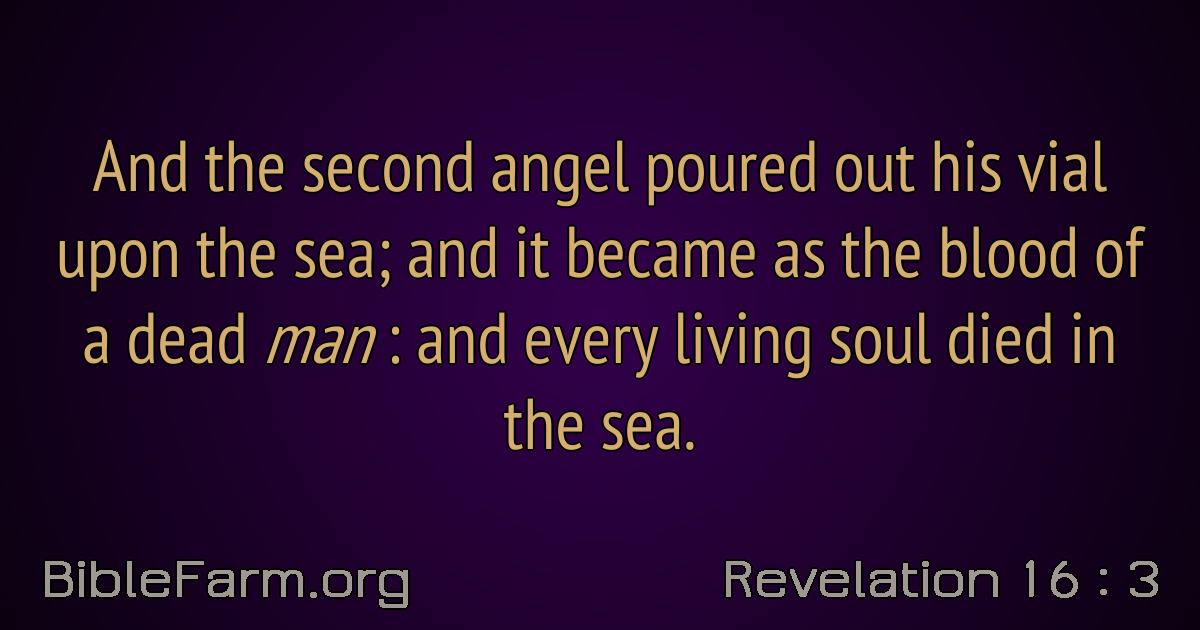 And the second angel poured out his vial
upon the sea; and it became as the blood of
a dead man : and every living soul died in
the sea.
BibleFarm.org
Revelation 16 : 3